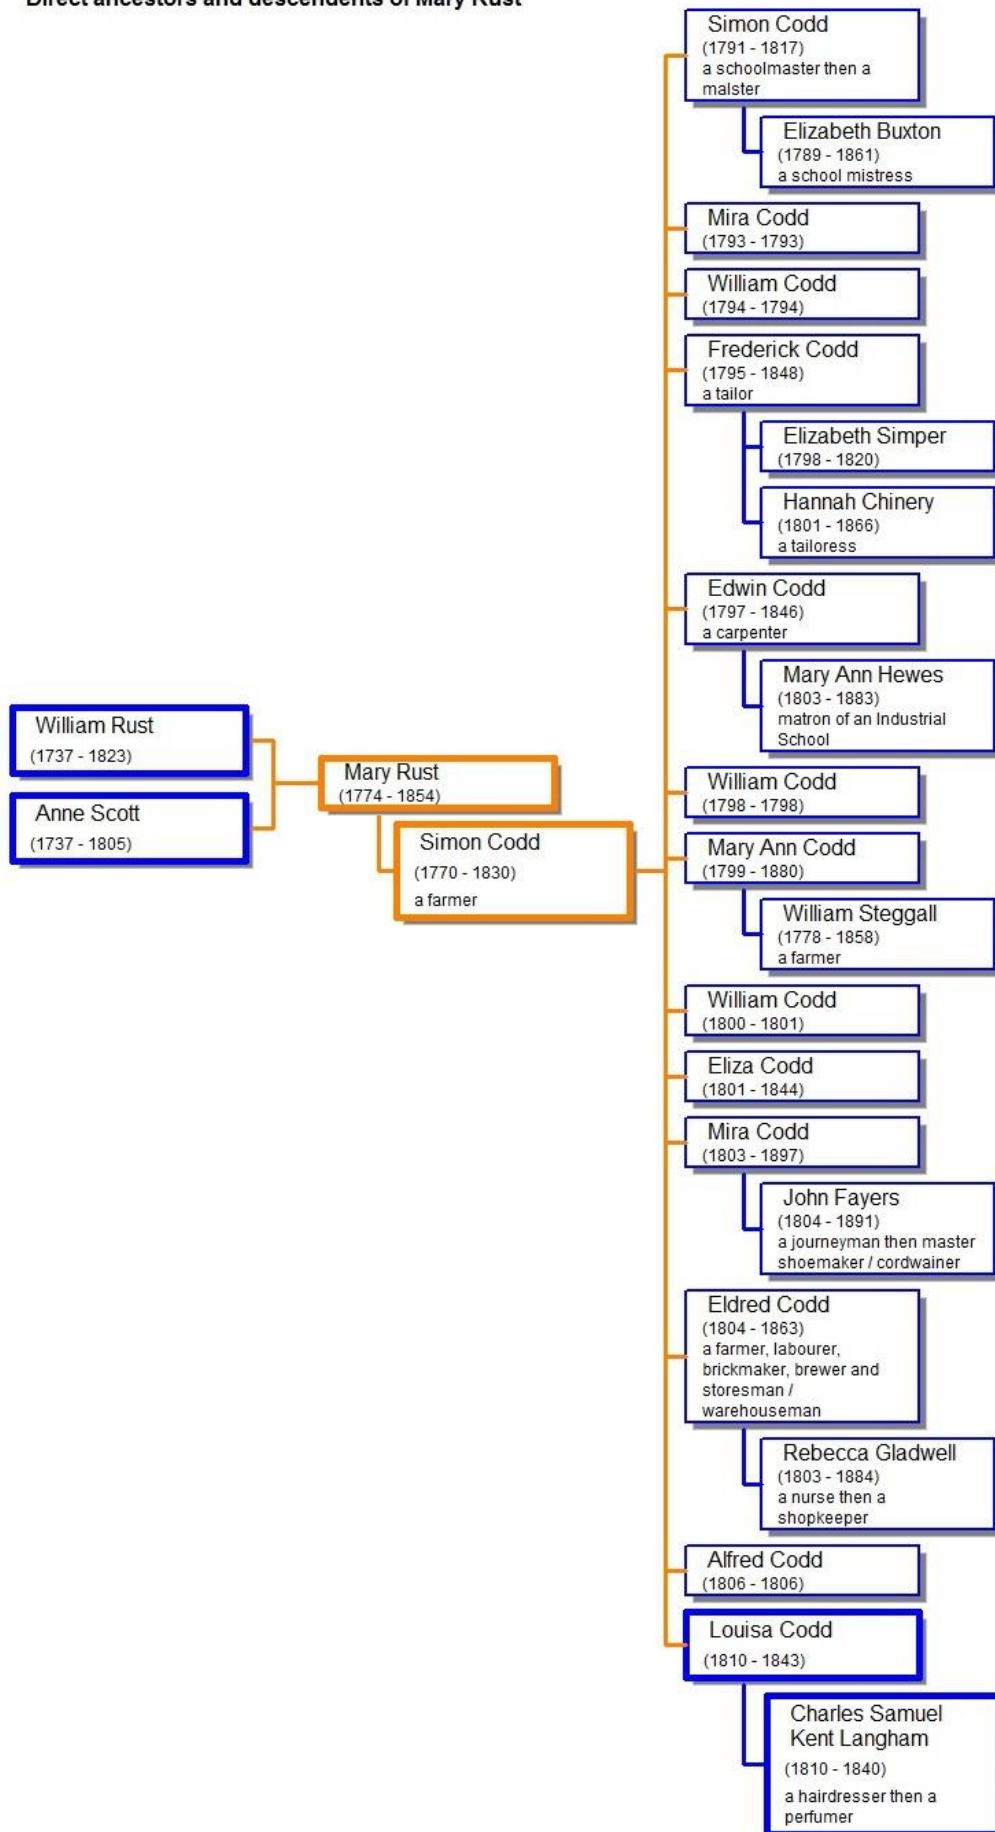 Direct ancestors and descendents of Mary Rust
Simon Codd
(1791 - 1817)
a schoolmaster then a
malster
Elizabeth Buxton
(1789 - 1861)
a school mistress
Mira Codd
(1793 - 1793)
William Codd
(1794 - 1794)
Frederick Codd
(1795 - 1848)
a tailor
Elizabeth Simper
(1798 - 1820)
Hannah Chinery
(1801 - 1866)
a tailoress
Edwin Codd
(1797 - 1846)
a carpenter
Mary Ann Hewes
(1803 - 1883)
matron of an Industrial
School
William Rust
(1737 - 1823)
Anne Scott
(1737 - 1805)
Mary Rust
(1774 - 1854)
Simon Codd
(1770 - 1830)
a farmer
William Codd
(1798 - 1798)
Mary Ann Codd
(1799 - 1880)
William Steggall
(1778 - 1858)
a farmer
William Codd
(1800 - 1801)
Eliza Codd
(1801 - 1844)
Mira Codd
(1803 - 1897)
John Fayers
(1804 - 1891)
a journeyman then master
shoemaker / cordwainer
Eldred Codd
(1804 - 1863)
a farmer, labourer,
brickmaker, brewer and
storesman /
warehouseman
Rebecca Gladwell
(1803 - 1884)
a nurse then a
shopkeeper
Alfred Codd
(1806 - 1806)
Louisa Codd
(1810 - 1843)
Charles Samuel
Kent Langham
(1810 - 1840)
a hairdresser then a
perfumer